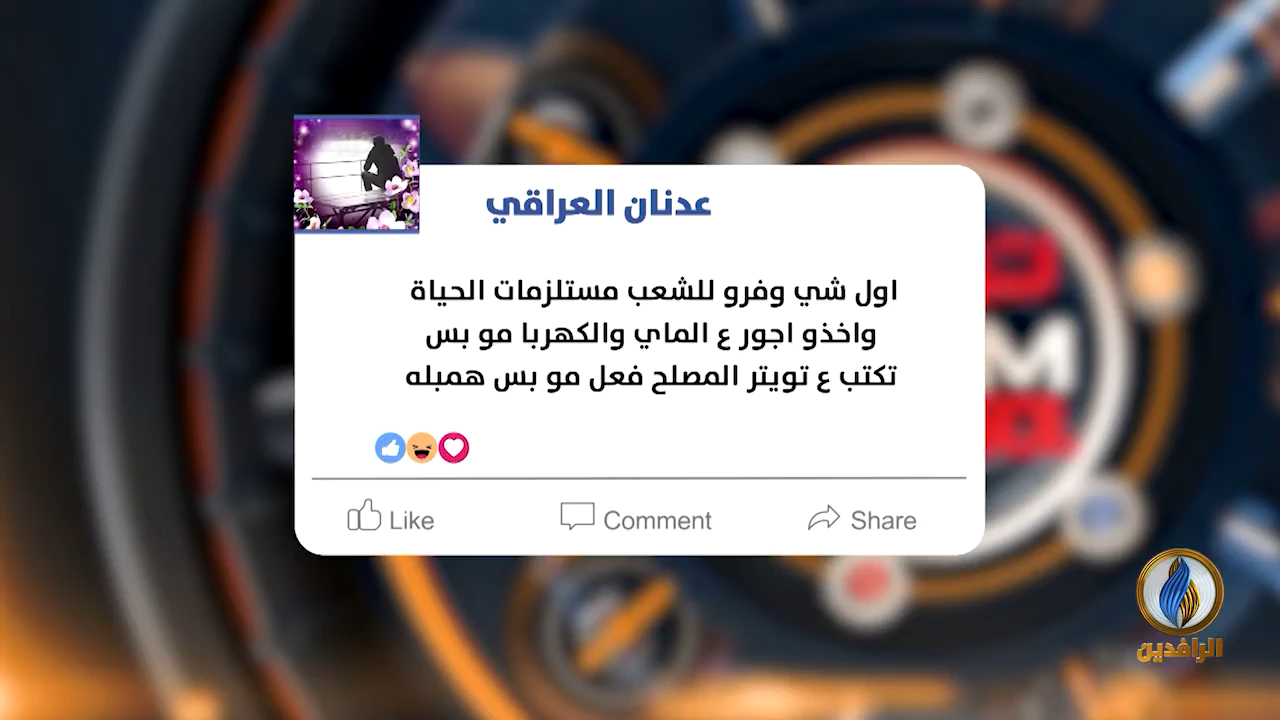 عدنان العراقي
اول شي وفرو للشعب مستلزمات الحياة
واخذو اجور ع الماي والكهربا مو بس
تكتب ع تويتر المصلح فعل مو بس همبله
Like
Comment
Share
الرافدين